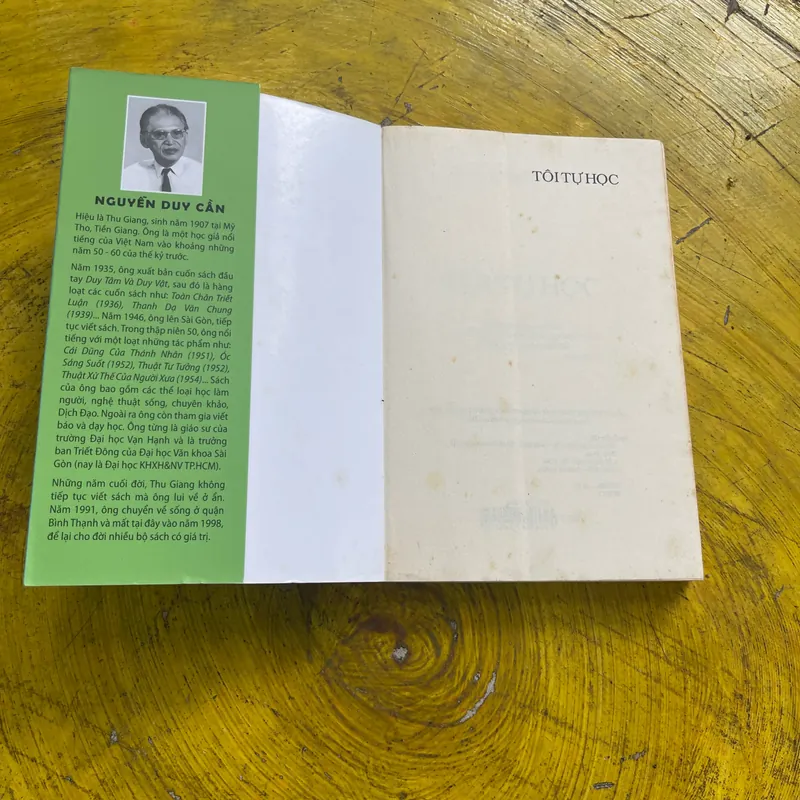 NGUYỄN DUY CẦN
Hiệu là Thu Giang, sinh năm 1907 tại Mỹ
Tho, Tiền Giang. Ông là một học giả nổi
tiếng của Việt Nam vào khoảng những
năm 50 - 60 của thế kỷ trước.
Năm 1935, ông xuất bản cuốn sách đầu
tay Duy Tâm Và Duy Vật, sau đó là hàng
loạt các cuốn sách như: Toàn Chân Triết
Luận (1936), Thanh Dạ Văn Chung
(1939)... Năm 1946, ông lên Sài Gòn, tiếp
tục viết sách. Trong thập niên 50, ông nổi
tiếng với một loạt những tác phẩm như:
Cái Dũng Của Thánh Nhân (1951), Óc
Sáng Suốt (1952), Thuật Tư Tưởng (1952),
Thuật Xử Thế Của Người Xưa (1954)... Sách
của ông bao gồm các thể loại học làm
người, nghệ thuật sống, chuyên khảo,
Dịch Đạo. Ngoài ra ông còn tham gia viết
báo và dạy học. Ông từng là giáo sư của
trường Đại học Vạn Hạnh và là trưởng
ban Triết Đông của Đại học Văn khoa Sài
Gòn (nay là Đại học KHXH&NV TP.HCM).
Những năm cuối đời, Thu Giang không
tiếp tục viết sách mà ông lui về ở ẩn.
Năm 1991, ông chuyển về sống ở quận
Bình Thạnh và mất tại đây vào năm 1998,
để lại cho đời nhiều bộ sách có giá trị.
TÔI TỰ HỌC